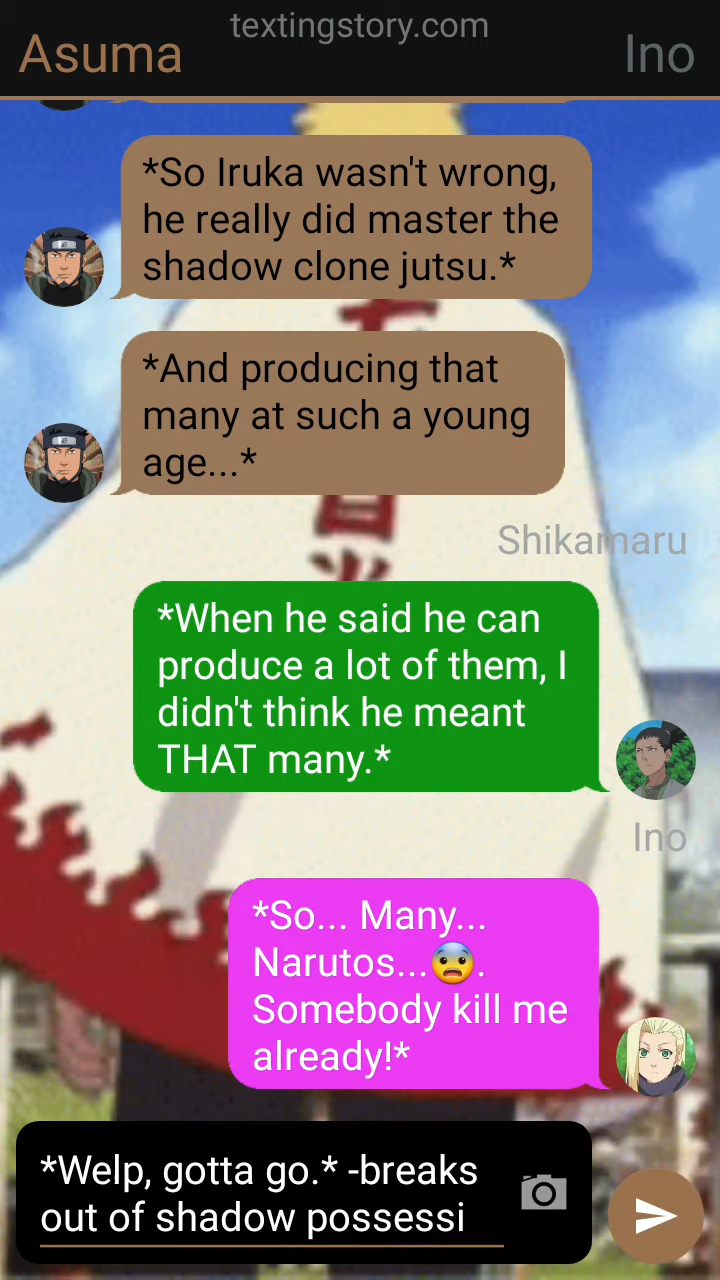 textingstory.com
Asuma
Ino
*So Iruka wasn't wrong,
he really did master the
shadow clone jutsu.*
*And producing that
many at such a young
age...*
Shikamaru
*When he said he can
produce a lot of them, I
didn't think he meant
THAT many.*
Ino
*So... Many...
Narutos...😨.
Somebody kill me
already!*
*Welp, gotta go.* -breaks
out of shadow possessi